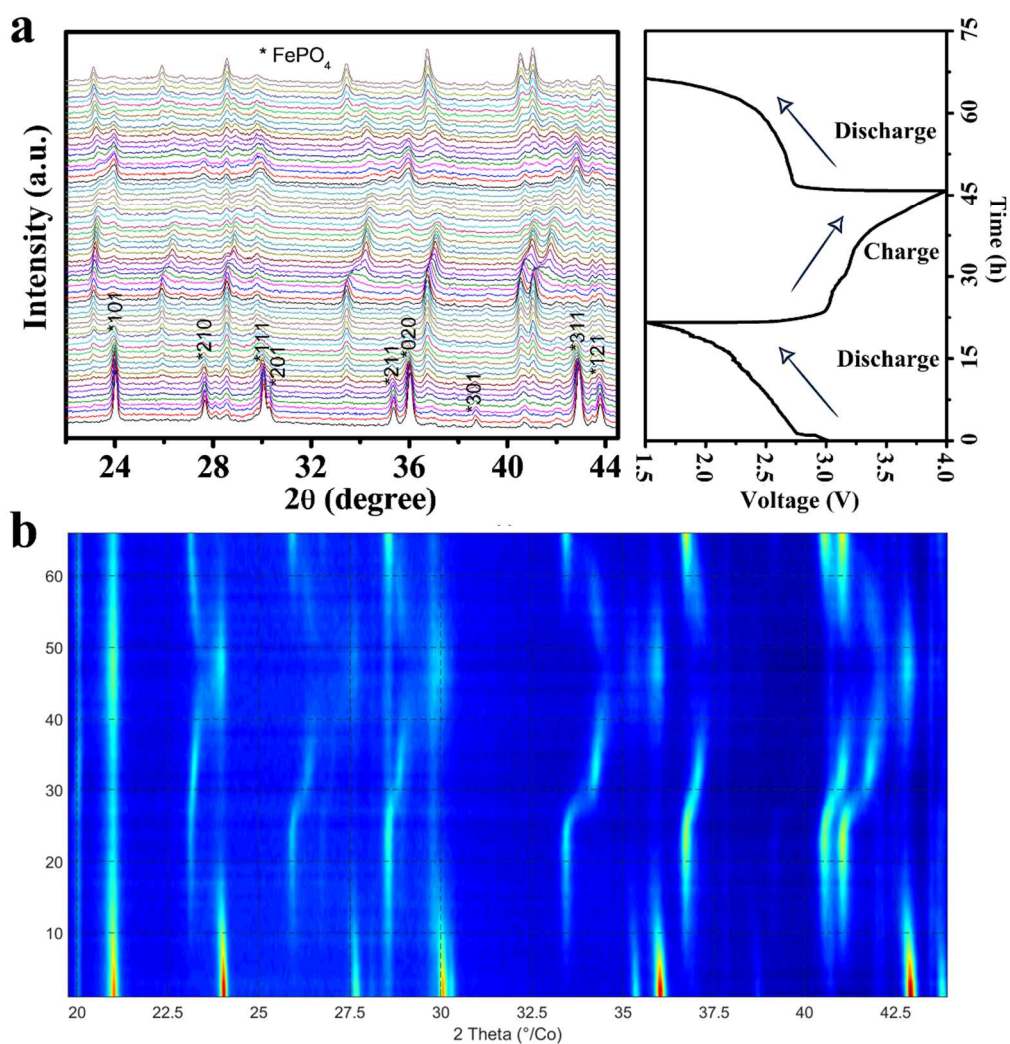 a
* FePO4
Intensity (a.u.)
*101
*210
*111
*201
*211
*020
*301
*311
*121
24 28 32 36 40 44
2θ (degree)
Discharge
Charge
Discharge
0 15 30 45 60 75
Time (h)
1.5 2.0 2.5 3.0 3.5 4.0
Voltage (V)
b
60
50
40
30
20
10
20 22.5 25 27.5 30 32.5 35 37.5 40 42.5
2 Theta (°/Co)